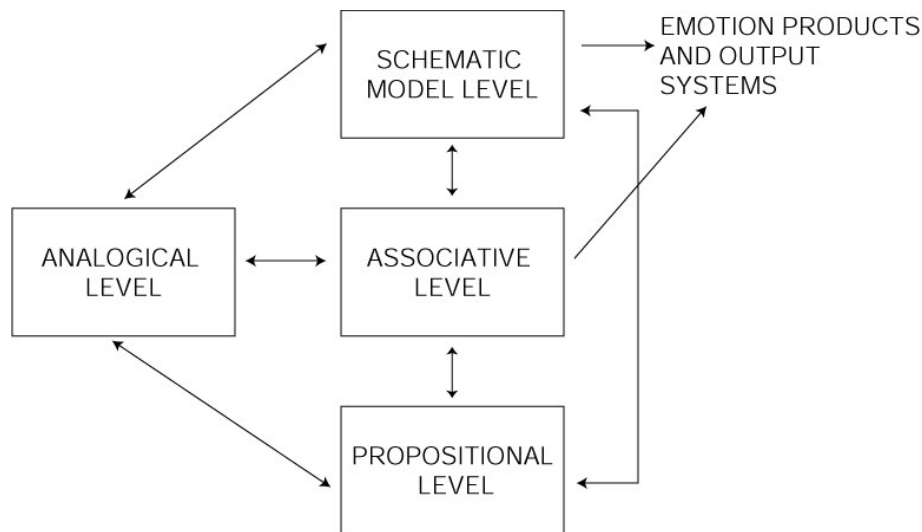 SCHEMATIC
MODEL LEVEL
EMOTION PRODUCTS
AND OUTPUT
SYSTEMS
ANALOGICAL
LEVEL
ASSOCIATIVE
LEVEL
PROPOSITIONAL
LEVEL